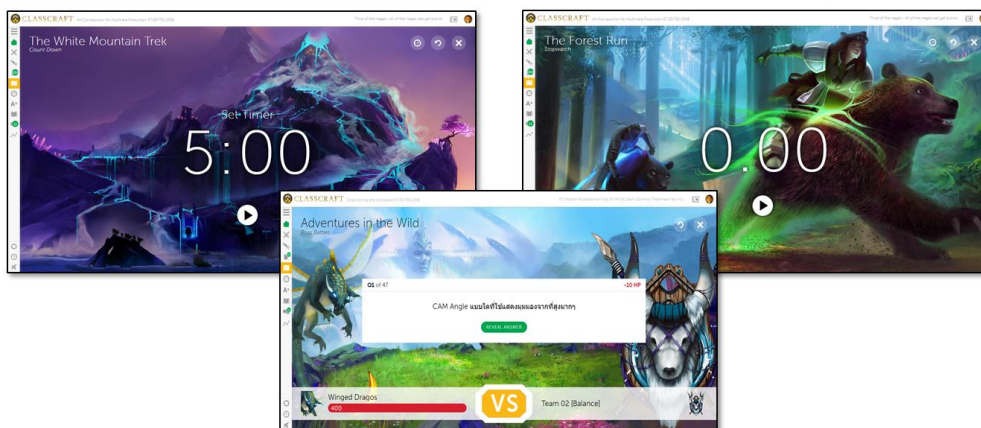 CLASSCRAFT
The White Mountain Trek
Count Down
Set Timer
5:00
CLASSCRAFT
The Forest Run
Stopwatch
0.00
CLASSCRAFT
Adventures in the Wild
Boss Battles
Q1 of 47
-10 HP
CAM Angle แบบใดที่ใช้แสดงมุมมองจากที่สูงมากๆ
REVEAL ANSWER
Winged Dragos
400
VS
Team 02 [Balance]